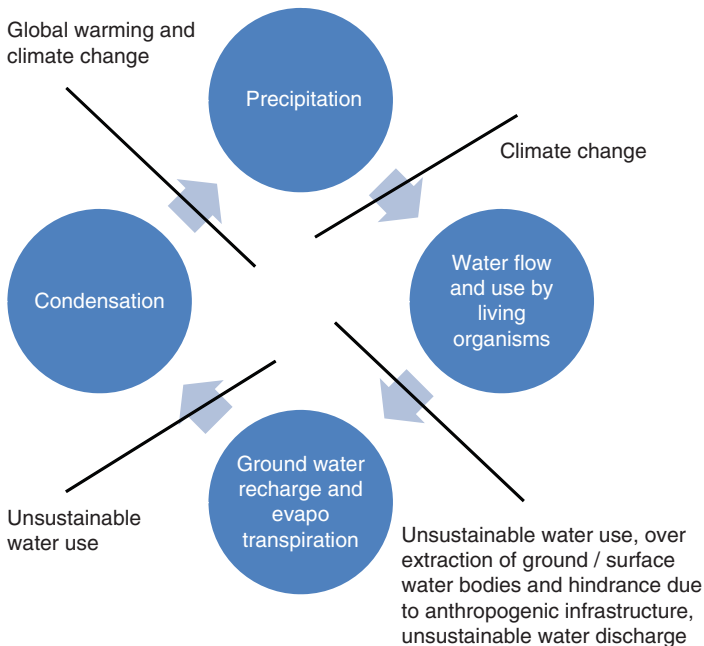 Global warming and
climate change
Precipitation
Climate change
Condensation
Water flow
and use by
living
organisms
Ground water
recharge and
evapo
transpiration
Unsustainable
water use
Unsustainable water use, over
extraction of ground / surface
water bodies and hindrance due
to anthropogenic infrastructure,
unsustainable water discharge